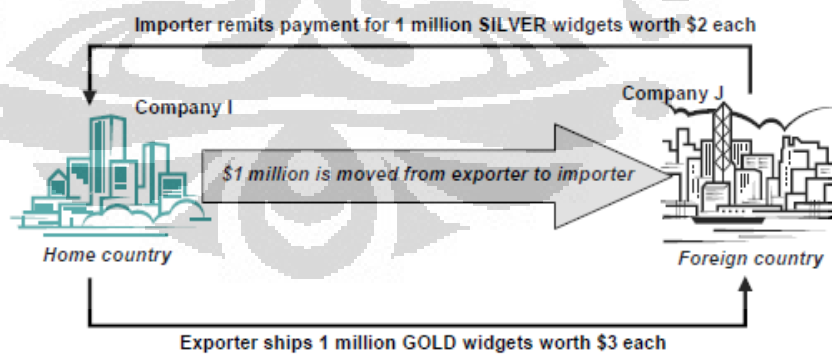 Importer remits payment for 1 million SILVER widgets worth $2 each
Company I
Company J
$1 million is moved from exporter to importer
Home country
Foreign country
Exporter ships 1 million GOLD widgets worth $3 each